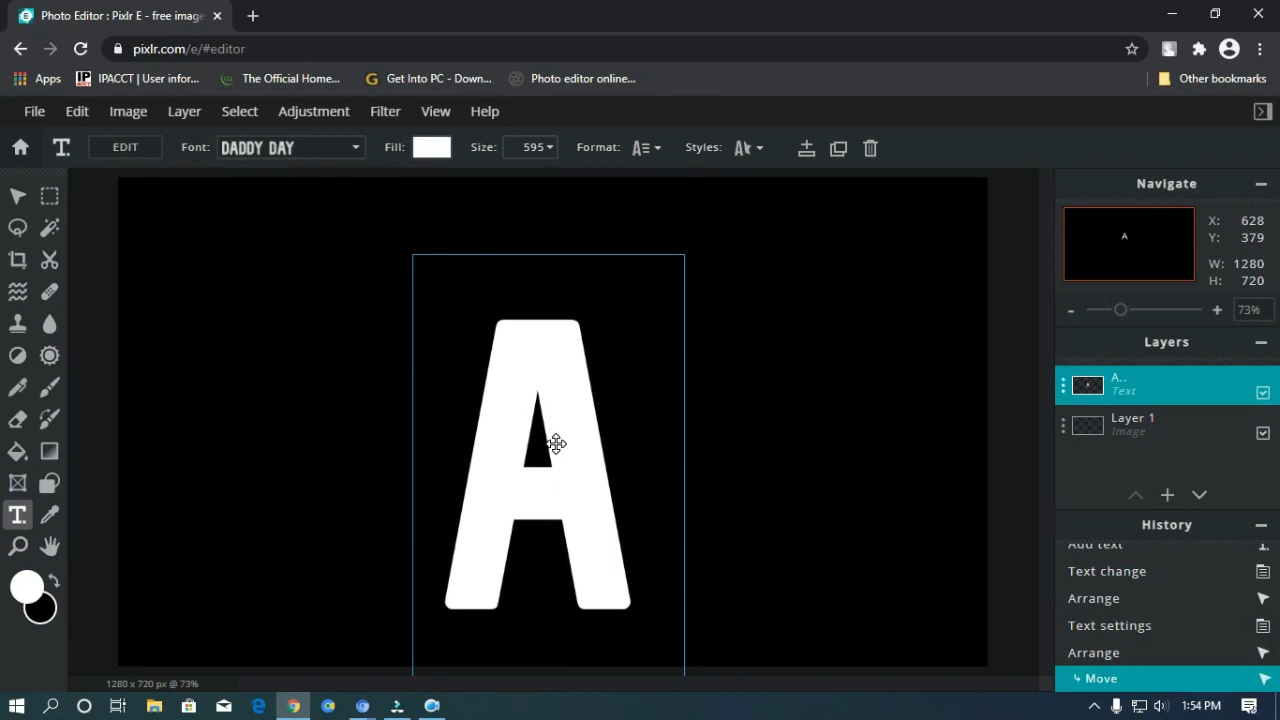 Photo Editor : Pixlr E - free image
pixlr.com/e/#editor
Apps
IP
IPACCT | User infor...
The Official Home...
G
Get Into PC - Down...
Photo editor online...
Other bookmarks
File
Edit
Image
Layer
Select
Adjustment
Filter
View
Help
T.
EDIT
Font:
DADDY DAY
Fill:
Size:
595
Format:
Styles:
Navigate
A
X: 628
Y: 379
W: 1280
H: 720
- + 73%
Layers
A..
Text
Layer 1
Image
History
Add text
Text change
Arrange
Text settings
Arrange
Move
A
1280 x 720 px @ 73%
1:54 PM